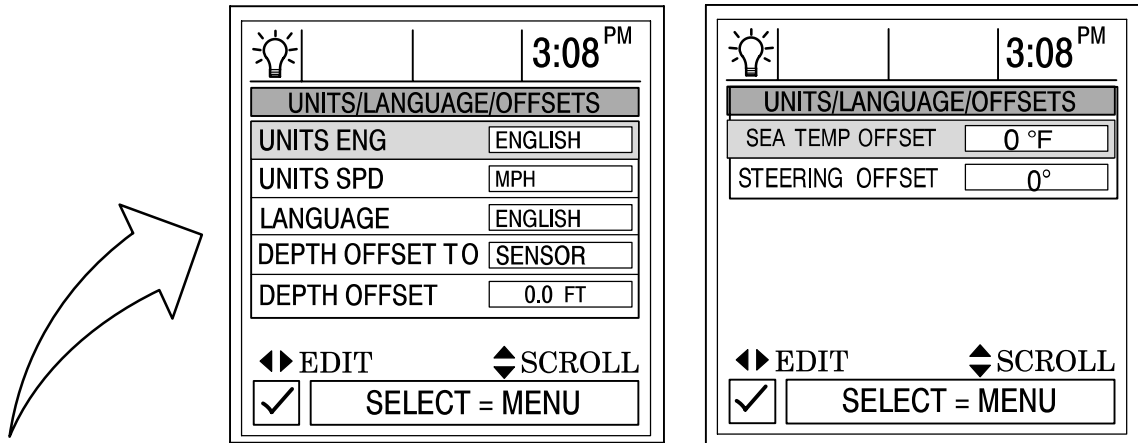 3:08 PM
UNITS/LANGUAGE/OFFSETS
UNITS ENG ENGLISH
UNITS SPD MPH
LANGUAGE ENGLISH
DEPTH OFFSET TO SENSOR
DEPTH OFFSET 0.0 FT
EDIT SCROLL
SELECT = MENU
3:08 PM
UNITS/LANGUAGE/OFFSETS
SEA TEMP OFFSET 0 °F
STEERING OFFSET 0°
EDIT SCROLL
SELECT = MENU